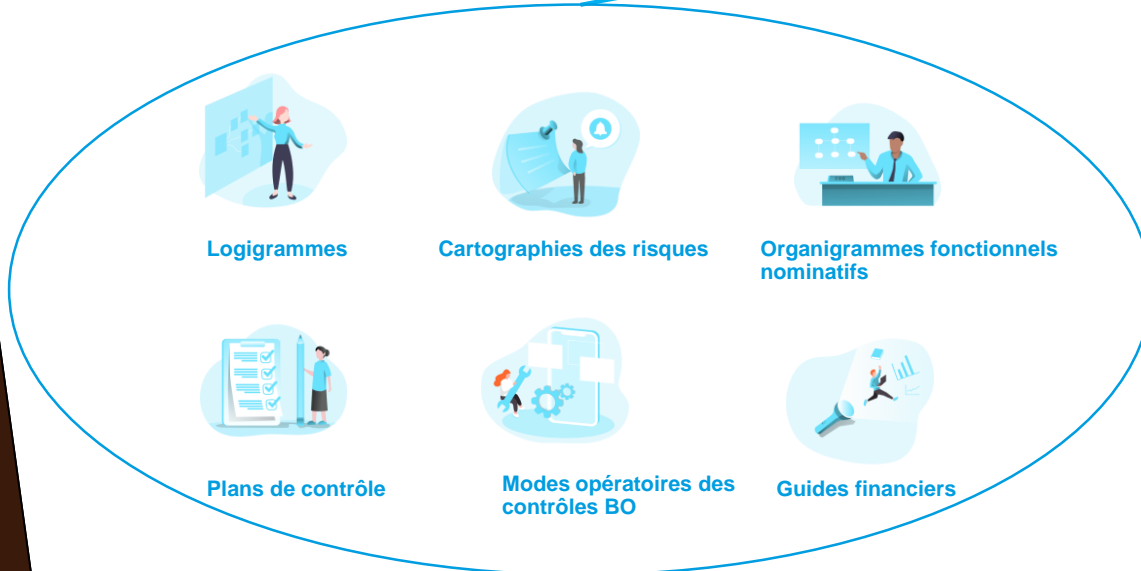 Logigrammes
Cartographies des risques
Organigrammes fonctionnels
nominatifs
Plans de contrôle
Modes opératoires des
contrôles BO
Guides financiers